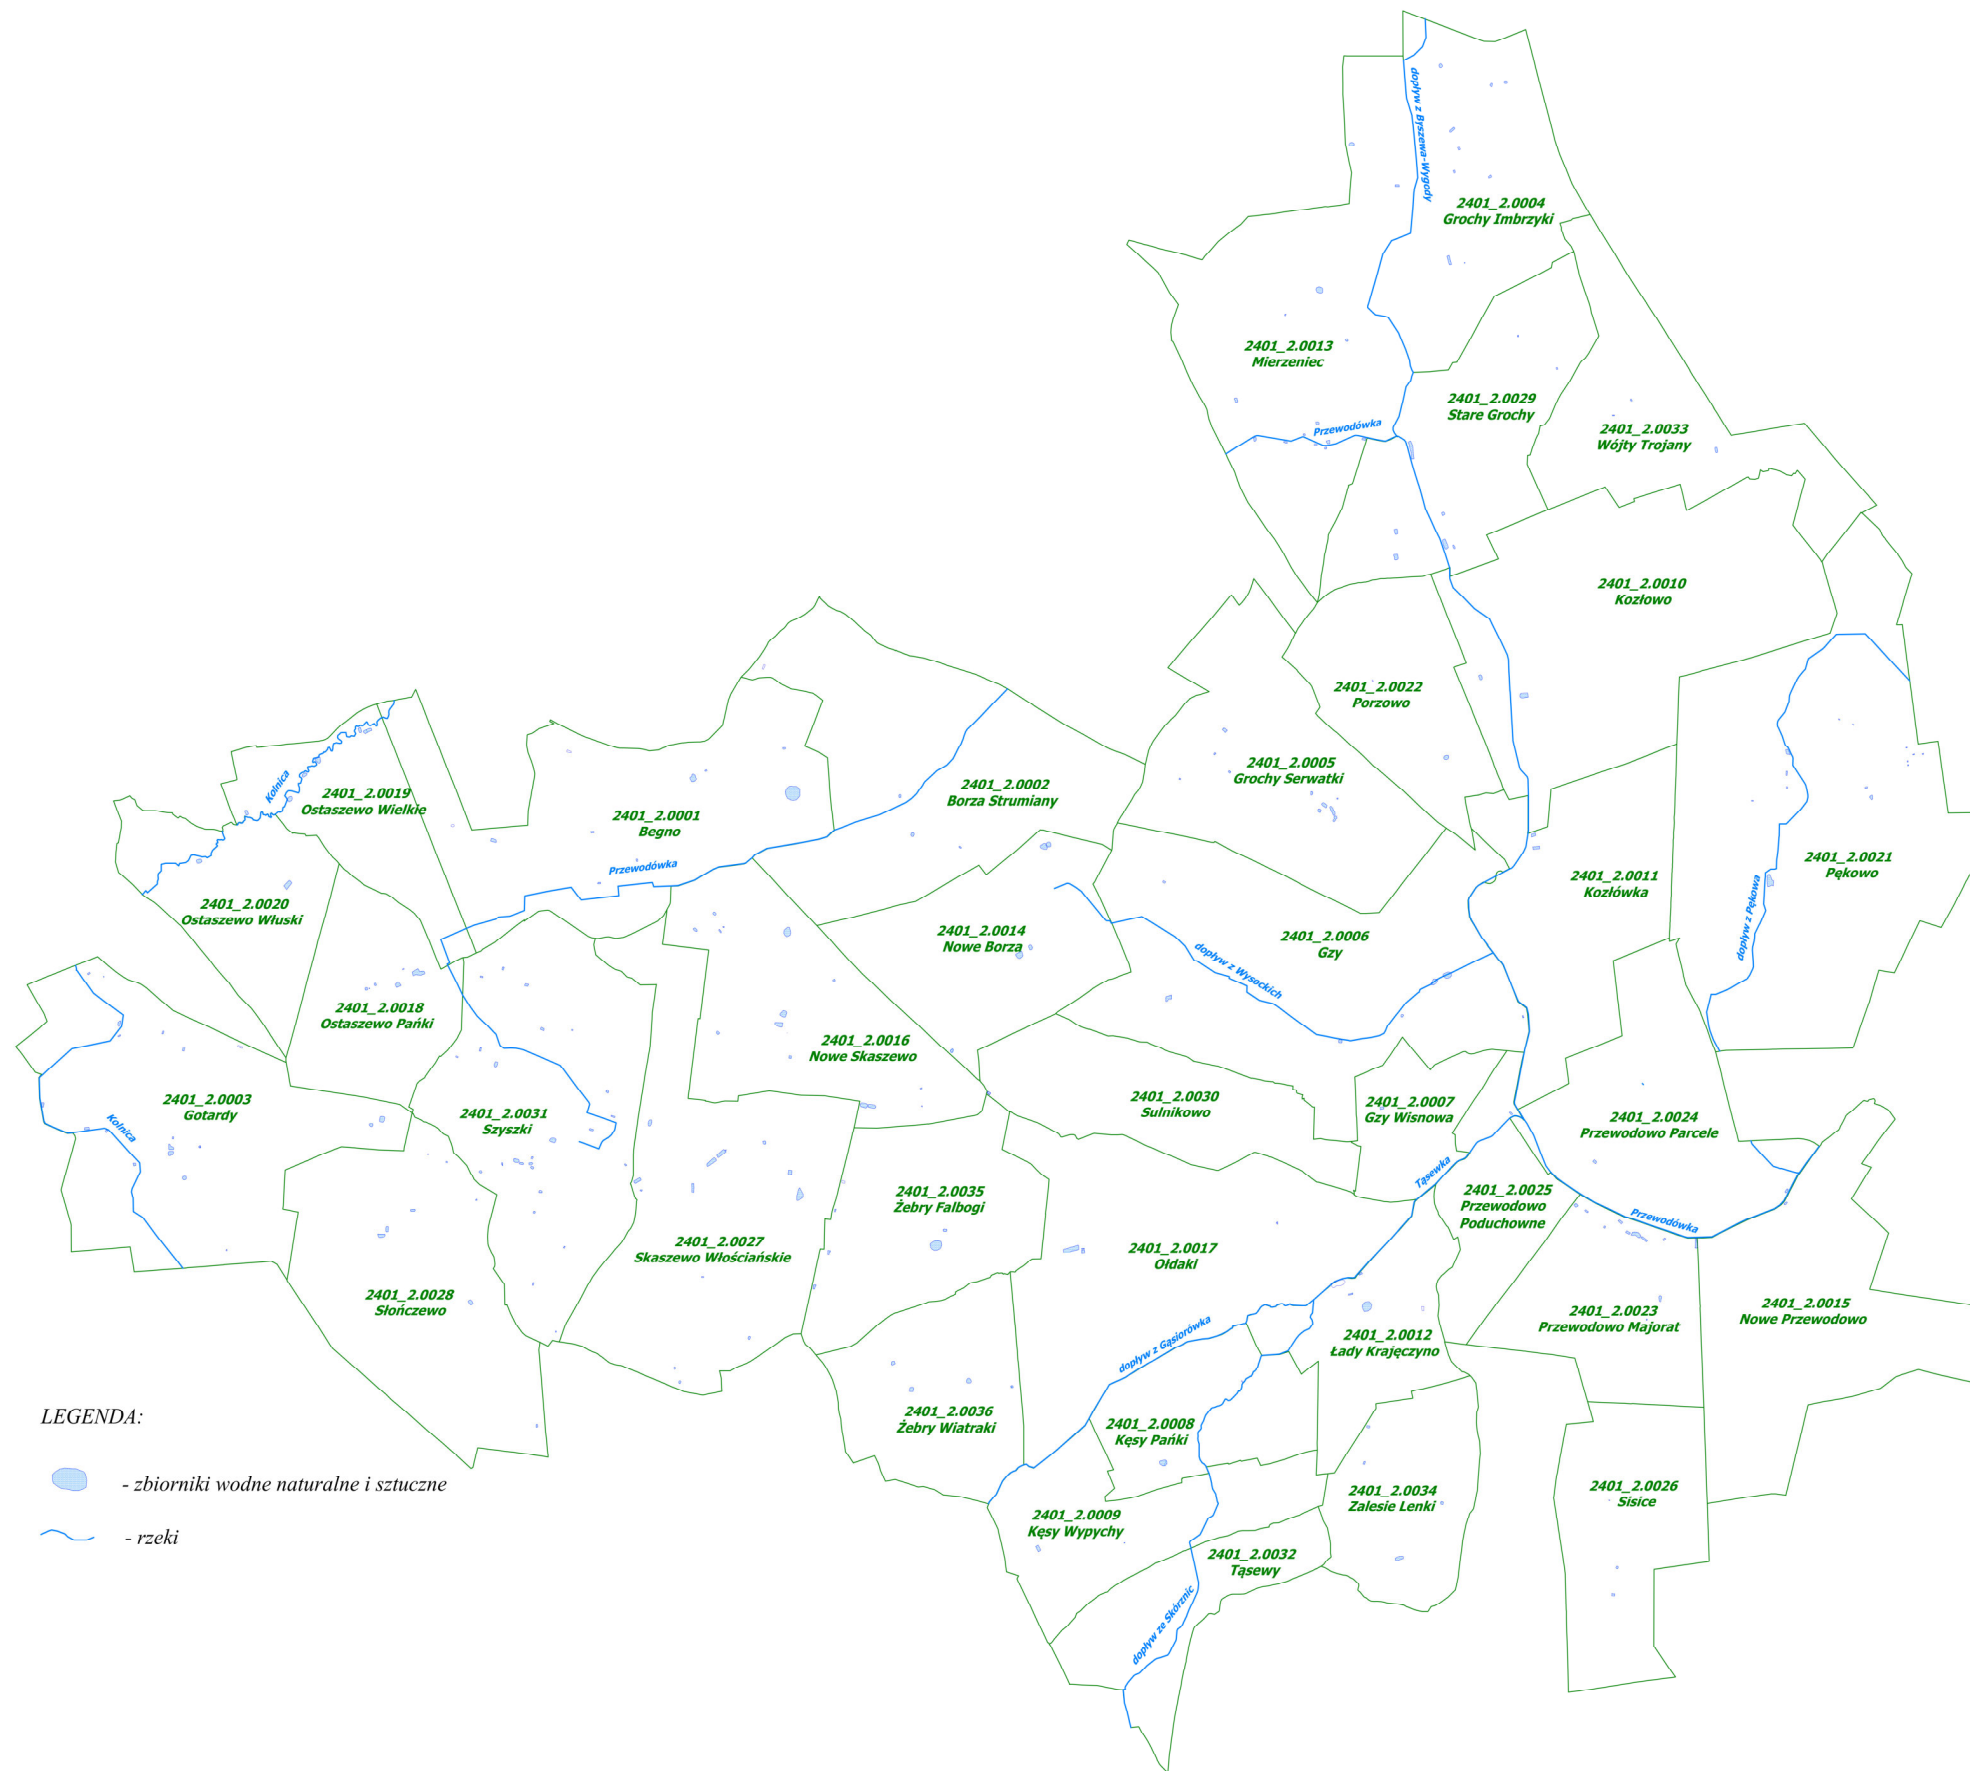 dopływ z Byszewa-Wygody
2401_2.0004
Grochy Imbrzyki
2401_2.0013
Mierzeniec
2401_2.0029
Stare Grochy
Przewodówka
2401_2.0033
Wójty Trojany
2401_2.0010
Kozłowo
2401_2.0022
Porzowo
2401_2.0005
Grochy Serwatki
2401_2.0002
Borza Strumiany
Kolnica
2401_2.0019
Ostaszewo Wielkie
2401_2.0001
Begno
Przewodówka
2401_2.0021
Pękowo
2401_2.0011
Kozłówka
dopływ z Pękowa
2401_2.0020
Ostaszewo Włuski
2401_2.0014
Nowe Borza
2401_2.0006
Gzy
dopływ z Wysockich
2401_2.0018
Ostaszewo Pańki
2401_2.0016
Nowe Skaszewo
2401_2.0003
Gotardy
Kolnica
2401_2.0031
Szyszki
2401_2.0030
Sulnikowo
2401_2.0007
Gzy Wisnowa
2401_2.0024
Przewodowo Parcele
Tąsewka
2401_2.0035
Żebry Falbogi
2401_2.0025
Przewodowo
Poduchowne
Przewodówka
2401_2.0027
Skaszewo Włościańskie
2401_2.0017
Ołdaki
2401_2.0028
Słończewo
2401_2.0023
Przewodowo Majorat
2401_2.0015
Nowe Przewodowo
dopływ z Gąsiorówka
2401_2.0012
Łady Krajęczyno
2401_2.0036
Żebry Wiatraki
2401_2.0008
Kęsy Pańki
LEGENDA:
- zbiorniki wodne naturalne i sztuczne
- rzeki
2401_2.0034
Zalesie Lenki
2401_2.0026
Sisice
2401_2.0009
Kęsy Wypychy
2401_2.0032
Tąsewy
dopływ ze Skórznic